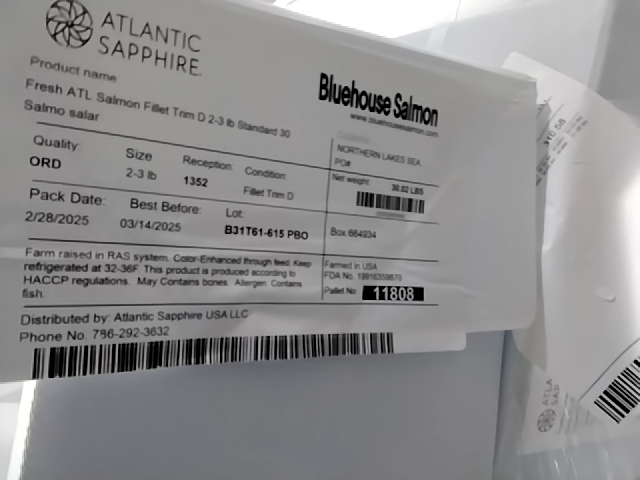 ATLANTIC
SAPPHIRE
Bluehouse Salmon
www.bluehousesalmon.com
Product name:
Fresh ATL Salmon Fillet Trim D 2-3 lb Standard 30
Salmo salar
NORTHERN LAKES SEA
PO#
Quality: Size Reception: Condition:
ORD 2-3 lb 1352 Fillet Trim D
Net weight: 30.02 LBS
Pack Date: Best Before: Lot:
2/28/2025 03/14/2025 B31T61-615 PBO
Box:664934
Farm raised in RAS system. Color-Enhanced through feed. Keep
refrigerated at 32-36F. This product is produced according to
HACCP regulations. May Contains bones. Allergen: Contains
fish.
Farmed in USA
FDA No.
Pallet No: 11808
Distributed by: Atlantic Sapphire USA LLC
Phone No. 786-292-3632